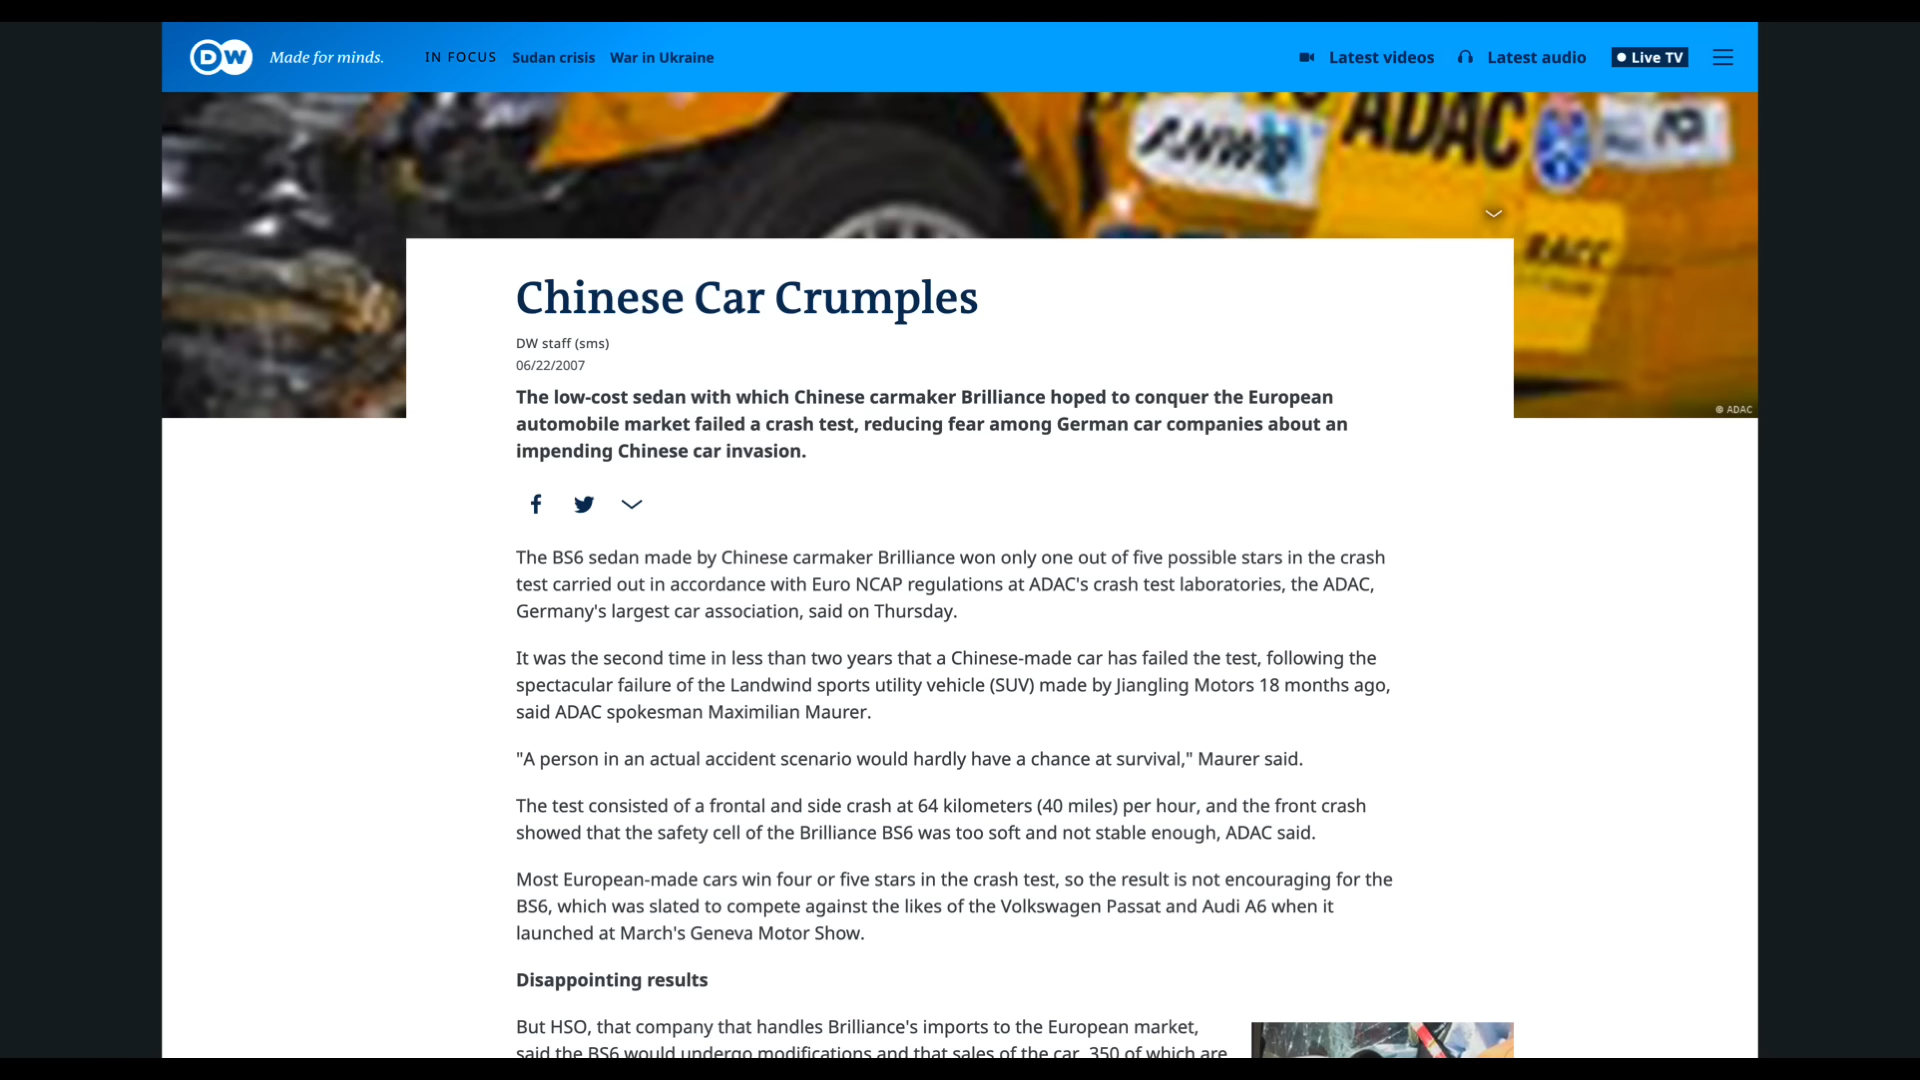 DW Made for minds. IN FOCUS Sudan crisis War in Ukraine Latest videos Latest audio Live TV
ANWB ADAC
RACC
© ADAC
Chinese Car Crumples
DW staff (sms)
06/22/2007
The low-cost sedan with which Chinese carmaker Brilliance hoped to conquer the European
automobile market failed a crash test, reducing fear among German car companies about an
impending Chinese car invasion.
The BS6 sedan made by Chinese carmaker Brilliance won only one out of five possible stars in the crash
test carried out in accordance with Euro NCAP regulations at ADAC's crash test laboratories, the ADAC,
Germany's largest car association, said on Thursday.
It was the second time in less than two years that a Chinese-made car has failed the test, following the
spectacular failure of the Landwind sports utility vehicle (SUV) made by Jiangling Motors 18 months ago,
said ADAC spokesman Maximilian Maurer.
"A person in an actual accident scenario would hardly have a chance at survival," Maurer said.
The test consisted of a frontal and side crash at 64 kilometers (40 miles) per hour, and the front crash
showed that the safety cell of the Brilliance BS6 was too soft and not stable enough, ADAC said.
Most European-made cars win four or five stars in the crash test, so the result is not encouraging for the
BS6, which was slated to compete against the likes of the Volkswagen Passat and Audi A6 when it
launched at March's Geneva Motor Show.
Disappointing results
But HSO, that company that handles Brilliance's imports to the European market,
said the BS6 would undergo modifications and that sales of the car, 350 of which are